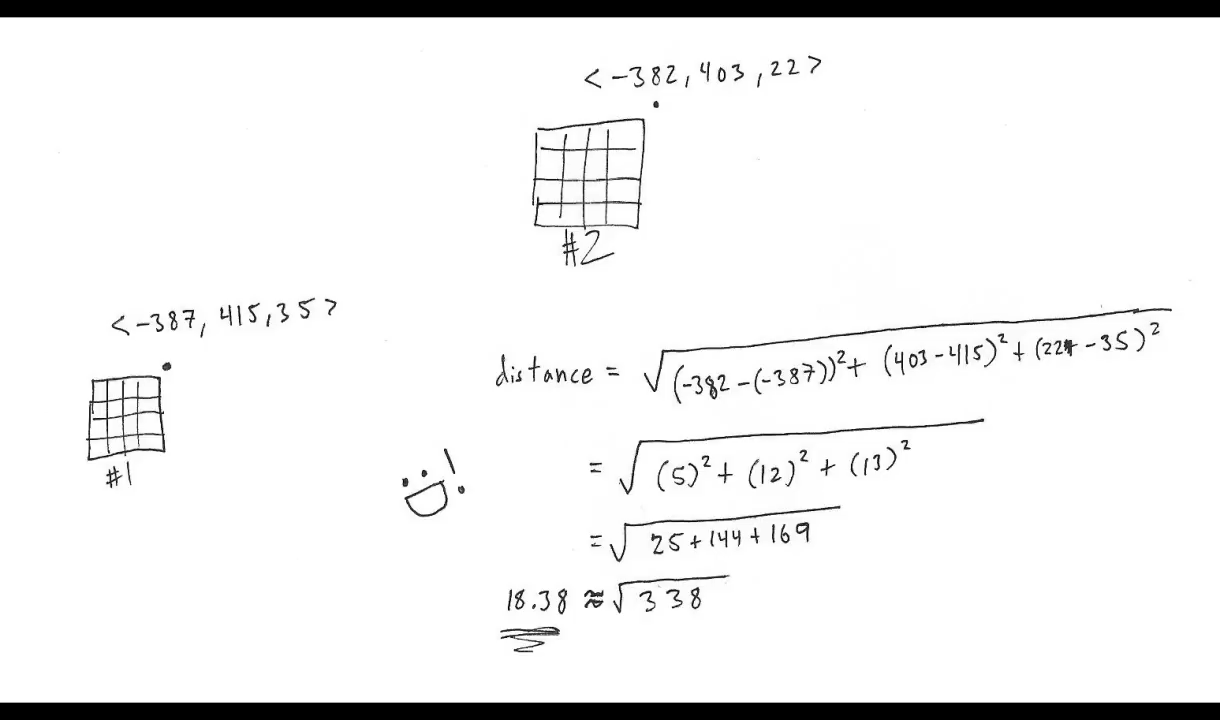 <-382, 403, 22>
#2
<-387, 415, 35>
#1
distance = √(-382-(-387))²+ (403-415)²+(22-35)²
= √(5)²+ (12)² + (13)²
= √25+144+169
18.38 ≈ √338